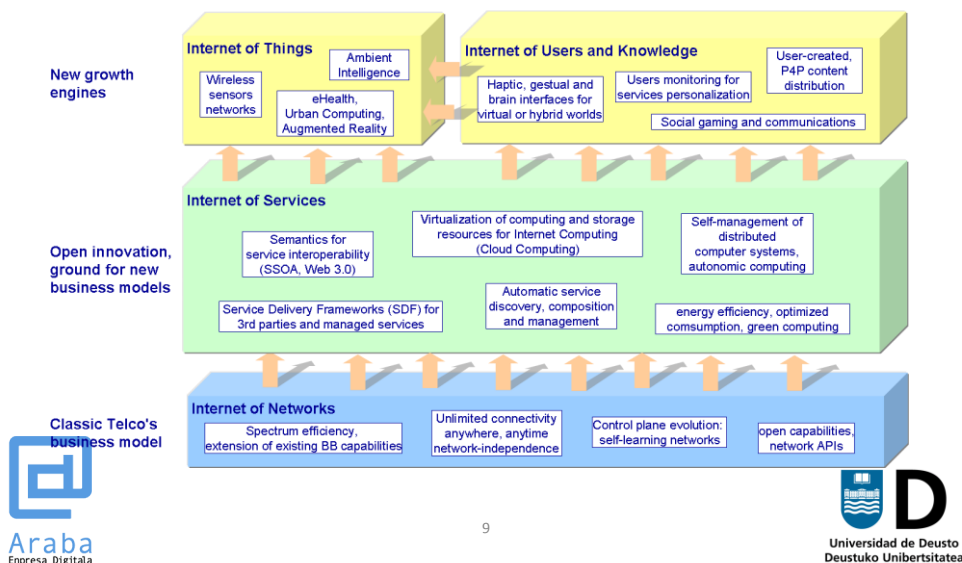 New growth
engines
Internet of Things
Wireless
sensors
networks
Ambient
Intelligence
eHealth,
Urban Computing,
Augmented Reality
Internet of Users and Knowledge
Haptic, gestual and
brain interfaces for
virtual or hybrid worlds
Users monitoring for
services personalization
User-created,
P4P content
distribution
Social gaming and communications
Open innovation,
ground for new
business models
Internet of Services
Semantics for
service interoperability
(SSOA, Web 3.0)
Virtualization of computing and storage
resources for Internet Computing
(Cloud Computing)
Self-management of
distributed
computer systems,
autonomic computing
Service Delivery Frameworks (SDF) for
3rd parties and managed services
Automatic service
discovery, composition
and management
energy efficiency, optimized
comsumption, green computing
Classic Telco's
business model
Internet of Networks
Spectrum efficiency,
extension of existing BB capabilities
Unlimited connectivity
anywhere, anytime
network-independence
Control plane evolution:
self-learning networks
open capabilities,
network APIs
Araba
Enpresa Digitala
9
D
Universidad de Deusto
Deustuko Unibertsitatea